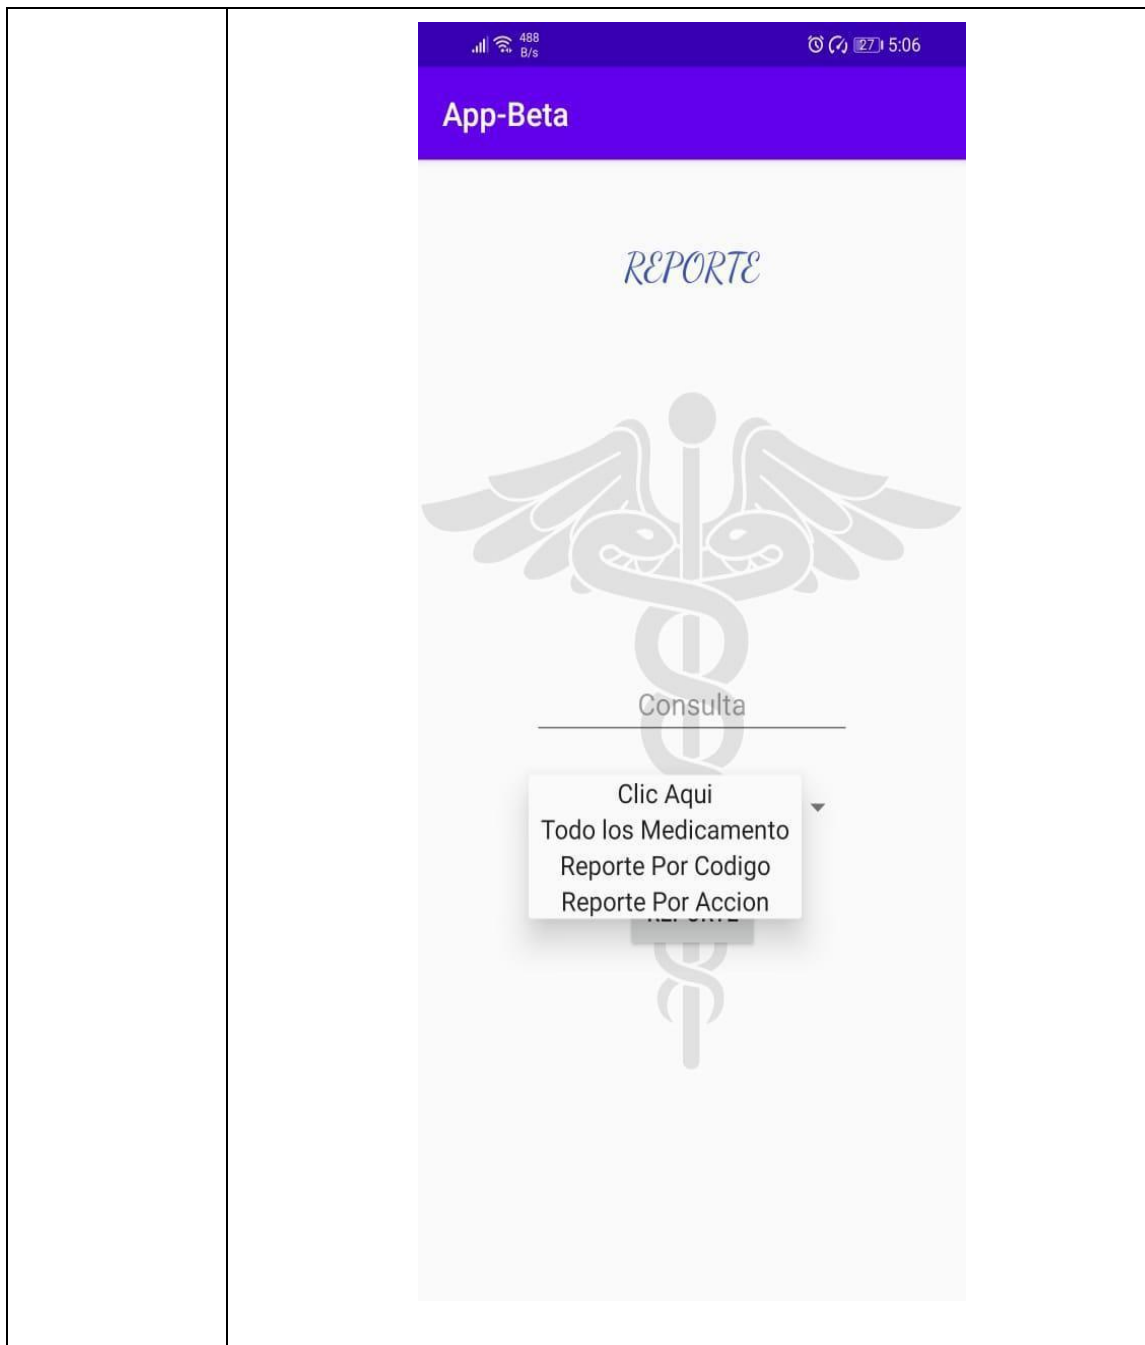 488
B/s
27 5:06
App-Beta
REPORTE
Consulta
Clic Aqui
Todo los Medicamento
Reporte Por Codigo
Reporte Por Accion
REPORTE